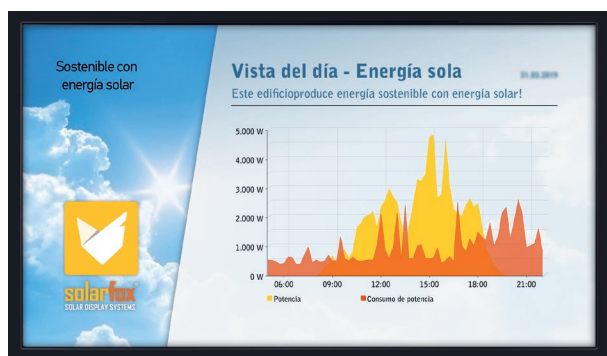 Sostenible con
energía solar
Vista del día - Energía sola
Este edificioproduce energía sostenible con energía solar!
5.000 W
4.000 W
3.000 W
2.000 W
1.000 W
0 W
06:00 09:00 12:00 15:00 18:00 21:00
Potencia Consumo de potencia
solarfox
SOLAR DISPLAY SYSTEMS